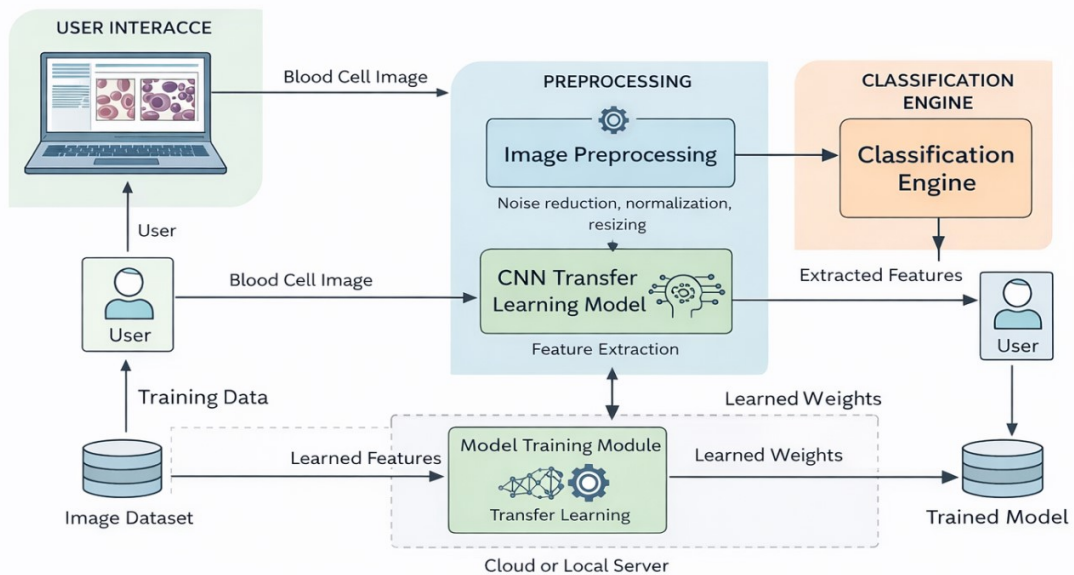 USER INTERACCE
Blood Cell Image
PREPROCESSING
CLASSIFICATION
ENGINE
Image Preprocessing
Classification
Engine
Noise reduction, normalization,
resizing
User
Blood Cell Image
CNN Transfer
Learning Model
Extracted Features
User
User
Feature Extraction
Training Data
Learned Weights
Learned Features
Model Training Module
Learned Weights
Transfer Learning
Image Dataset
Trained Model
Cloud or Local Server